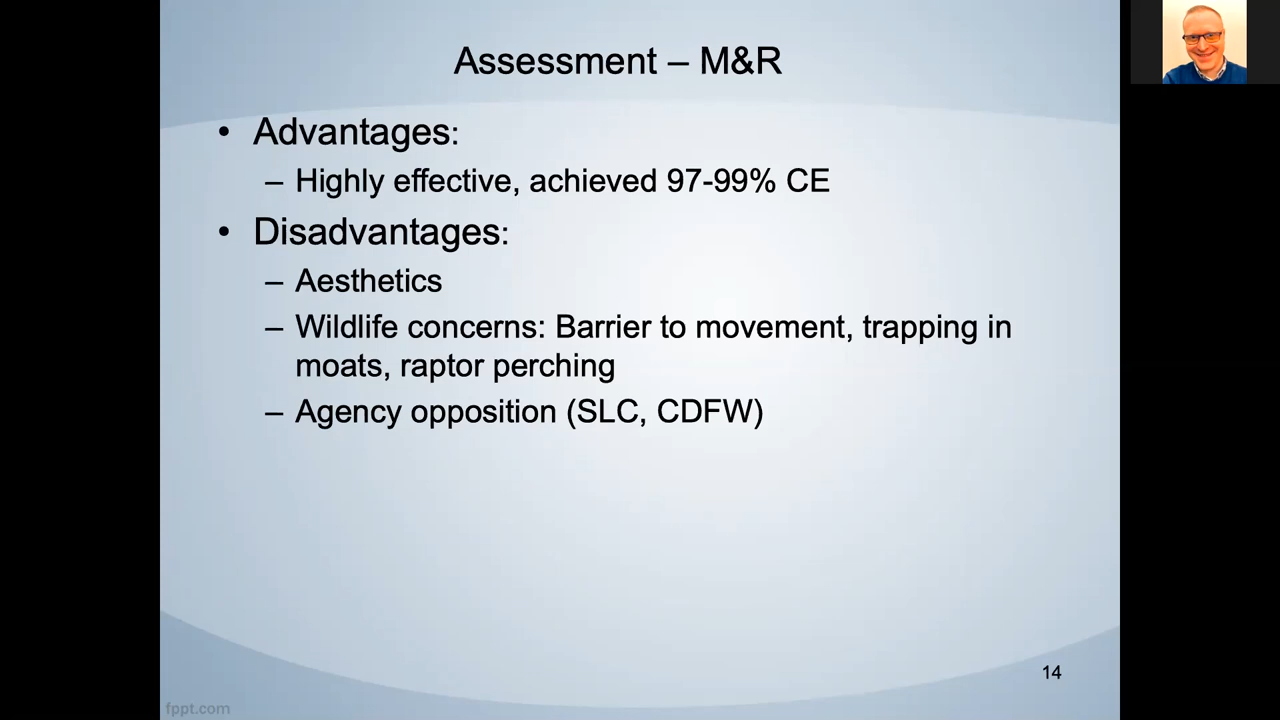 Assessment – M&R
• Advantages:
– Highly effective, achieved 97-99% CE
• Disadvantages:
– Aesthetics
– Wildlife concerns: Barrier to movement, trapping in
moats, raptor perching
– Agency opposition (SLC, CDFW)
14
fppt.com